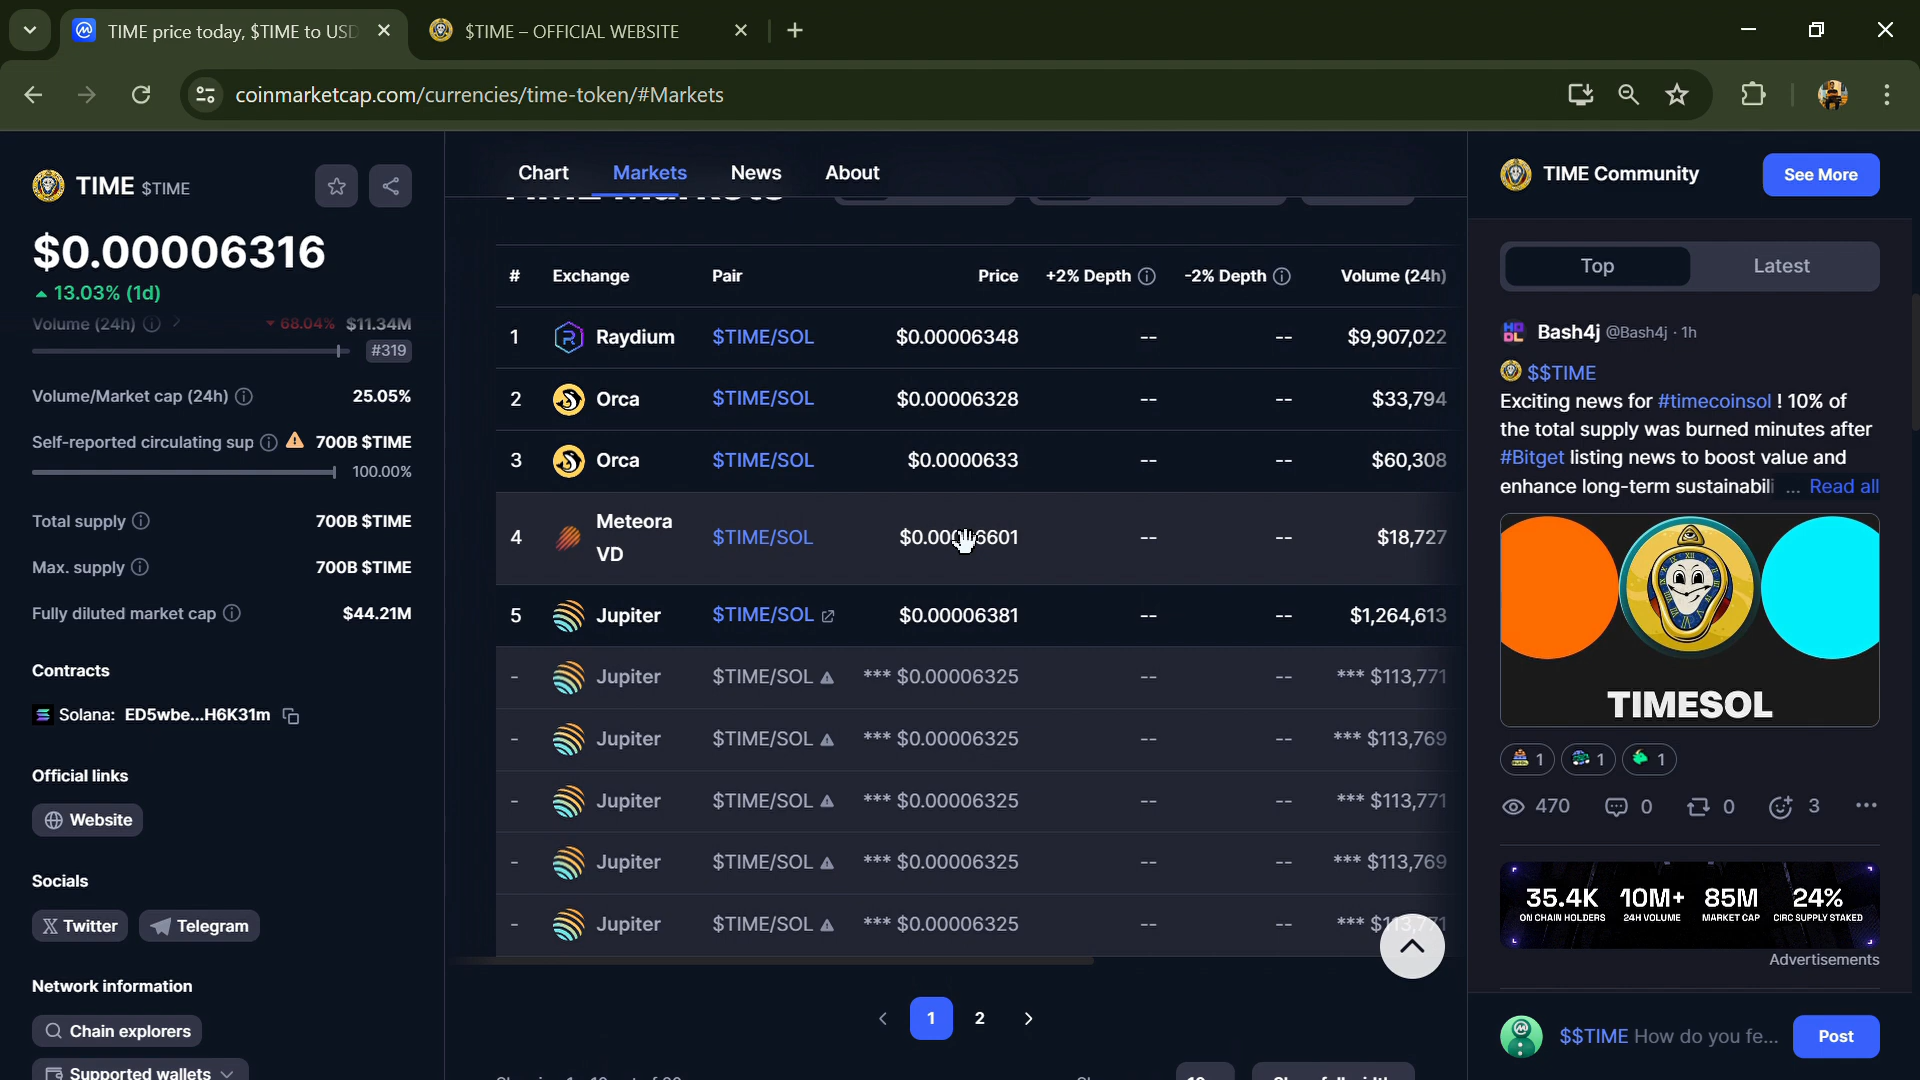 TIME price today, $TIME to USD
$TIME – OFFICIAL WEBSITE
coinmarketcap.com/currencies/time-token/#Markets
TIME $TIME
$0.00006316
13.03% (1d)
Volume (24h) 68.04% $11.34M
#319
Volume/Market cap (24h) 25.05%
Self-reported circulating sup 700B $TIME
100.00%
Total supply 700B $TIME
Max. supply 700B $TIME
Fully diluted market cap $44.21M
Contracts
Solana: ED5wbe...H6K31m
Official links
Website
Socials
Twitter Telegram
Network information
Chain explorers
Supported wallets
Chart Markets News About
# Exchange Pair Price +2% Depth -2% Depth Volume (24h)
1 Raydium $TIME/SOL $0.00006348 -- -- $9,907,022
2 Orca $TIME/SOL $0.00006328 -- -- $33,794
3 Orca $TIME/SOL $0.0000633 -- -- $60,308
4 Meteora VD $TIME/SOL -- -- $18,727
5 Jupiter $TIME/SOL $0.00006381 -- -- $1,264,613
- Jupiter $TIME/SOL *** $0.00006325 -- -- *** $113,771
- Jupiter $TIME/SOL *** $0.00006325 -- -- *** $113,769
- Jupiter $TIME/SOL *** $0.00006325 -- -- *** $113,771
- Jupiter $TIME/SOL *** $0.00006325 -- -- *** $113,769
- Jupiter $TIME/SOL *** $0.00006325 -- -- ***
1 2
TIME Community See More
Top Latest
Bash4j @Bash4j · 1h
$$TIME
Exciting news for #timecoinsol ! 10% of
the total supply was burned minutes after
#Bitget listing news to boost value and
enhance long-term sustainabili ... Read all
TIMESOL
1 1 1
470 0 0 3
35.4K 10M+ 85M 24%
ON CHAIN HOLDERS 24H VOLUME MARKET CAP CIRC SUPPLY STAKED
Advertisements
$$TIME How do you fe... Post